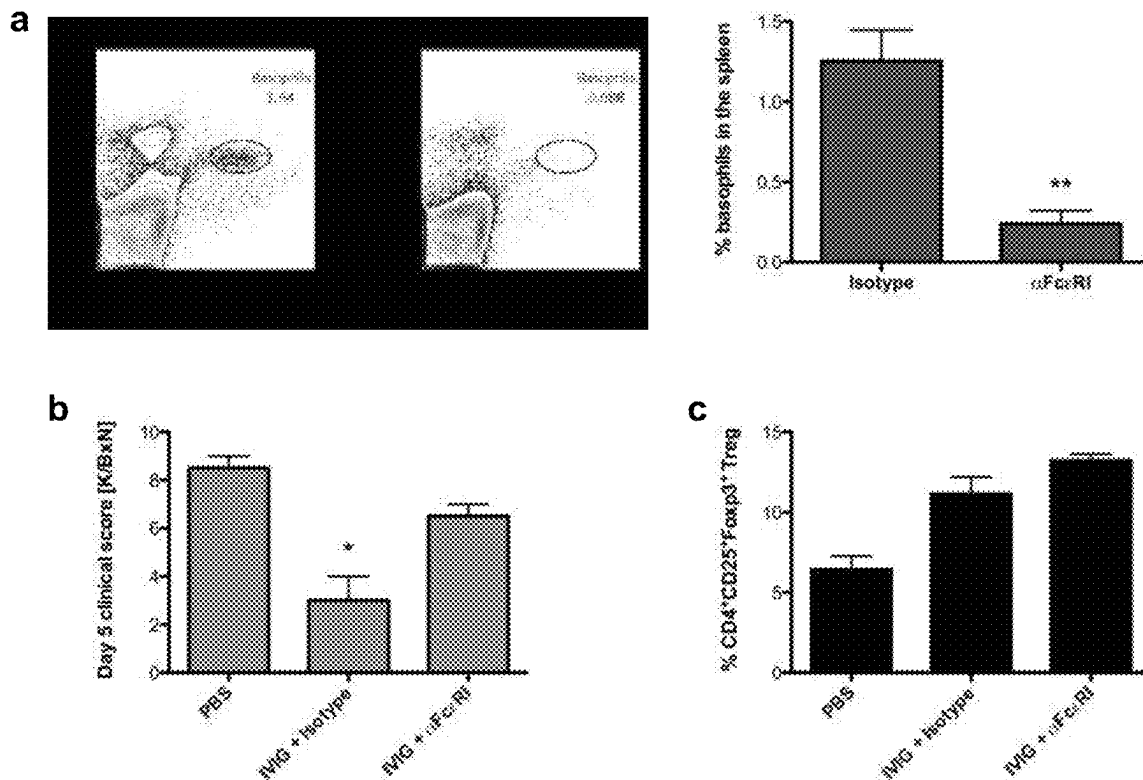 a
Basophils
Basophils
1.5
1.0
0.5
0.0
% basophils in the spleen
**
Isotype
αFcεRI
b
Day 5 clinical score [K/BxN]
10
8
6
4
2
0
*
PBS
IVIG + Isotype
IVIG + αFcεRI
c
% CD4⁺CD25⁺Foxp3⁺ Treg
15
10
5
0
PBS
IVIG + Isotype
IVIG + αFcεRI